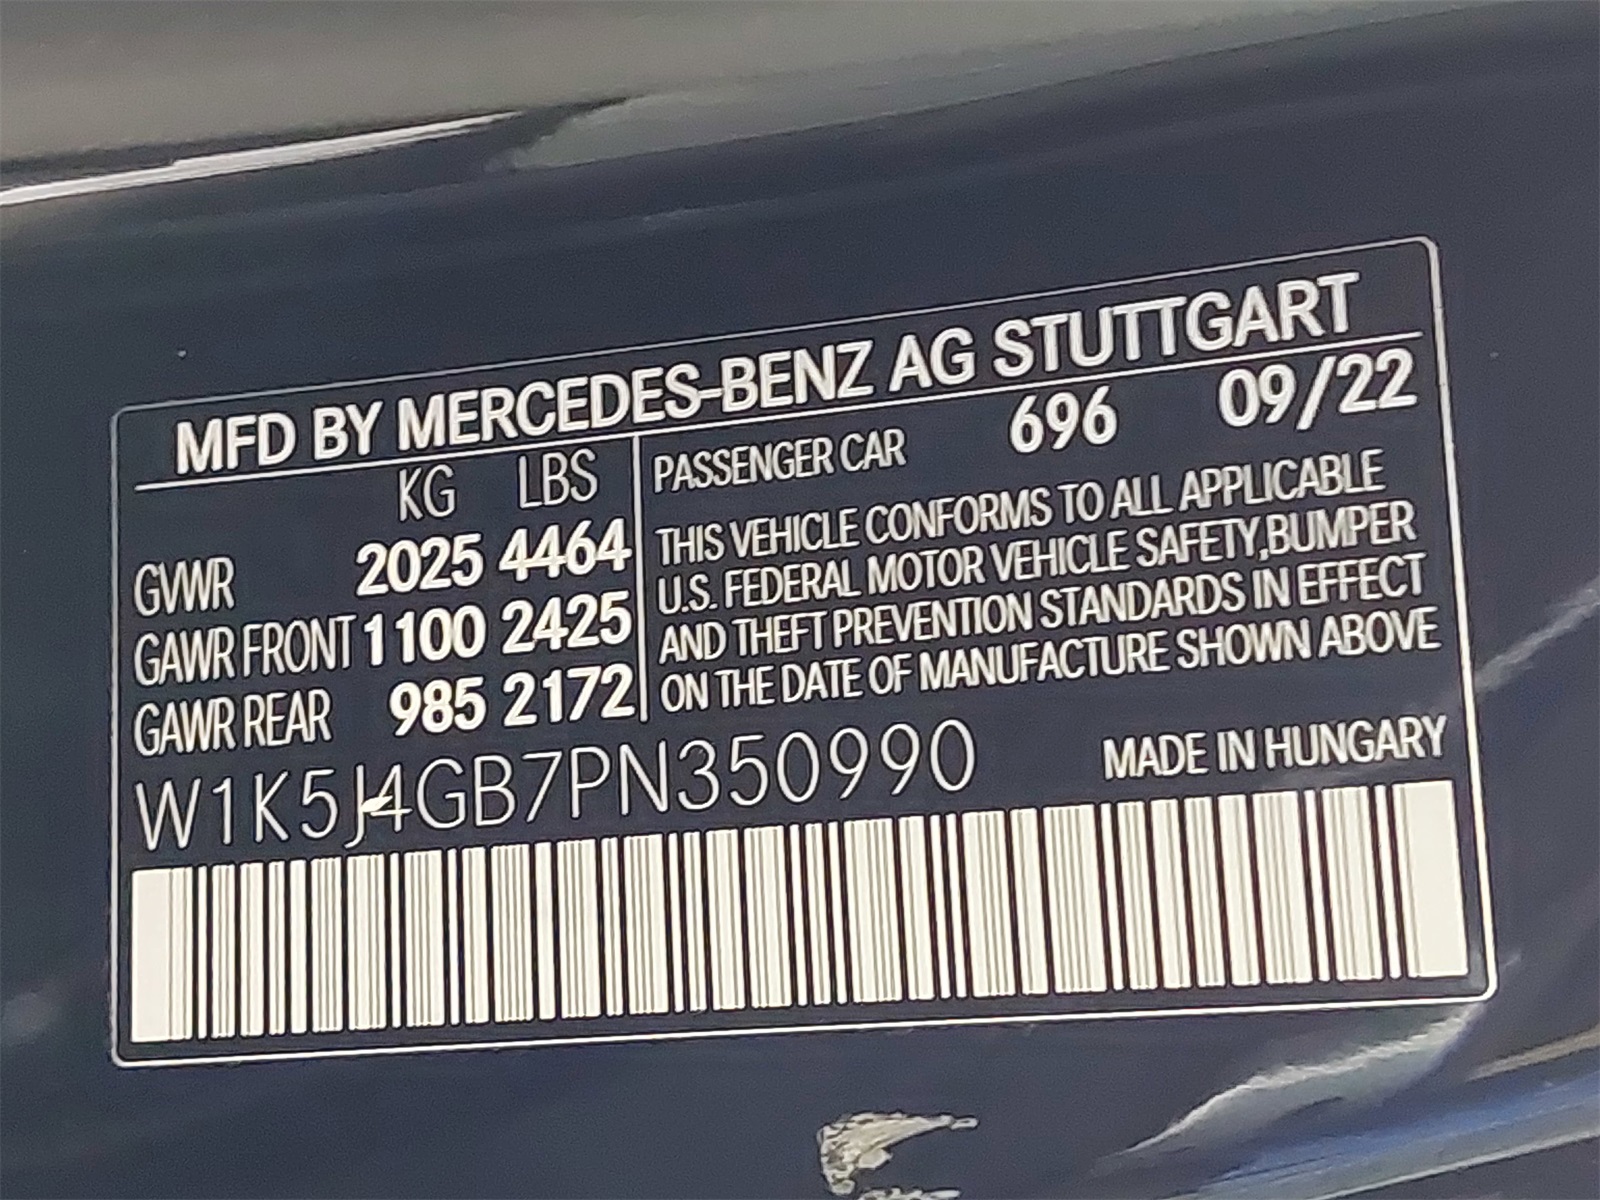 MFD BY MERCEDES-BENZ AG STUTTGART
KG LBS
GVWR 2025 4464
GAWR FRONT 1100 2425
GAWR REAR 985 2172
PASSENGER CAR 696 09/22
THIS VEHICLE CONFORMS TO ALL APPLICABLE
U.S. FEDERAL MOTOR VEHICLE SAFETY,BUMPER
AND THEFT PREVENTION STANDARDS IN EFFECT
ON THE DATE OF MANUFACTURE SHOWN ABOVE
W1K5J4GB7PN350990
MADE IN HUNGARY